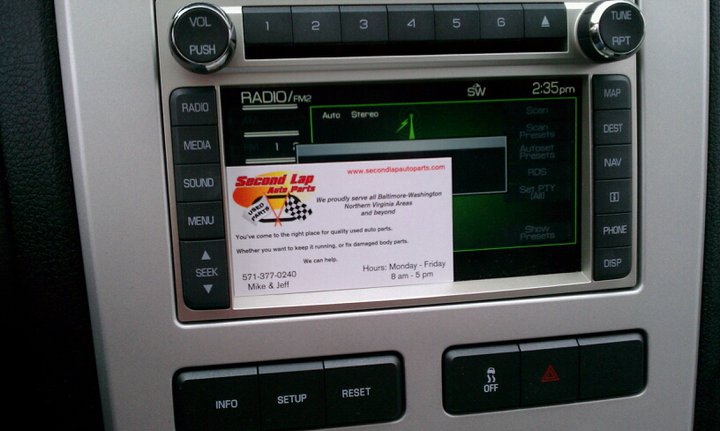 VOL
PUSH
1 2 3 4 5 6
TUNE
RPT
RADIO
MEDIA
SOUND
MENU
SEEK
RADIO/FM2
SW
2:35pm
Auto Stereo
AM
1
Scan
Scan
Presets
Autoset
Presets
RDS
Set PTY
(All)
Show
Presets
MAP
DEST
NAV
PHONE
DISP
www.secondlapautoparts.com
Second Lap
Auto Parts
USED
PARTS
We proudly serve all Baltimore-Washington
Northern Virginia Areas
and beyond
You've come to the right place for quality used auto parts.
Whether you want to keep it running, or fix damaged body parts.
We can help.
571-377-0240
Mike & Jeff
Hours: Monday - Friday
8 am - 5 pm
INFO
SETUP
RESET
OFF